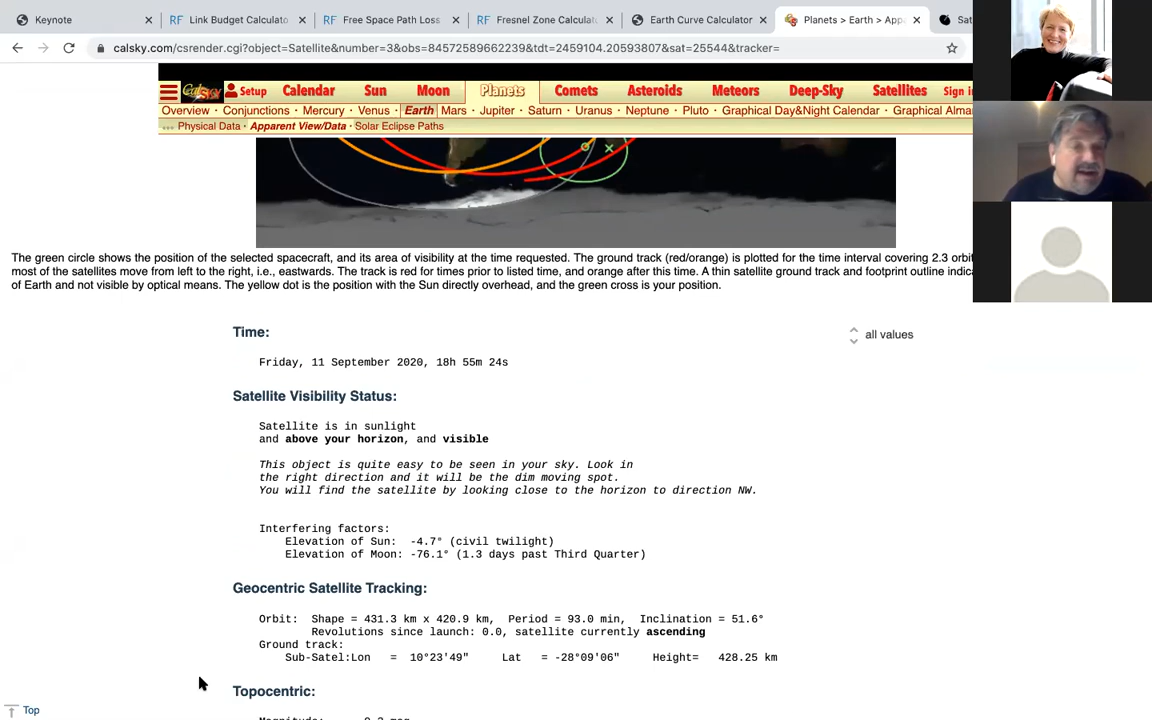 Keynote
Link Budget Calculato
Free Space Path Loss
Fresnel Zone Calculat
Earth Curve Calculator
Planets > Earth > App
Sat
calsky.com/csrender.cgi?object=Satellite&number=3&obs=84572589662239&tdt=2459104.20593807&sat=25544&tracker=
CalSky Setup Calendar Sun Moon Planets Comets Asteroids Meteors Deep-Sky Satellites Sign i
Overview • Conjunctions • Mercury • Venus • Earth Mars • Jupiter • Saturn • Uranus • Neptune • Pluto • Graphical Day&Night Calendar • Graphical Alma
... Physical Data • Apparent View/Data • Solar Eclipse Paths
The green circle shows the position of the selected spacecraft, and its area of visibility at the time requested. The ground track (red/orange) is plotted for the time interval covering 2.3 orbit
most of the satellites move from left to the right, i.e., eastwards. The track is red for times prior to listed time, and orange after this time. A thin satellite ground track and footprint outline indica
of Earth and not visible by optical means. The yellow dot is the position with the Sun directly overhead, and the green cross is your position.
Time:
all values
Friday, 11 September 2020, 18h 55m 24s
Satellite Visibility Status:
Satellite is in sunlight
and above your horizon, and visible
This object is quite easy to be seen in your sky. Look in
the right direction and it will be the dim moving spot.
You will find the satellite by looking close to the horizon to direction NW.
Interfering factors:
Elevation of Sun: -4.7° (civil twilight)
Elevation of Moon: -76.1° (1.3 days past Third Quarter)
Geocentric Satellite Tracking:
Orbit: Shape = 431.3 km x 420.9 km, Period = 93.0 min, Inclination = 51.6°
Revolutions since launch: 0.0, satellite currently ascending
Ground track:
Sub-Satel:Lon = 10°23'49" Lat = -28°09'06" Height= 428.25 km
Topocentric:
Top